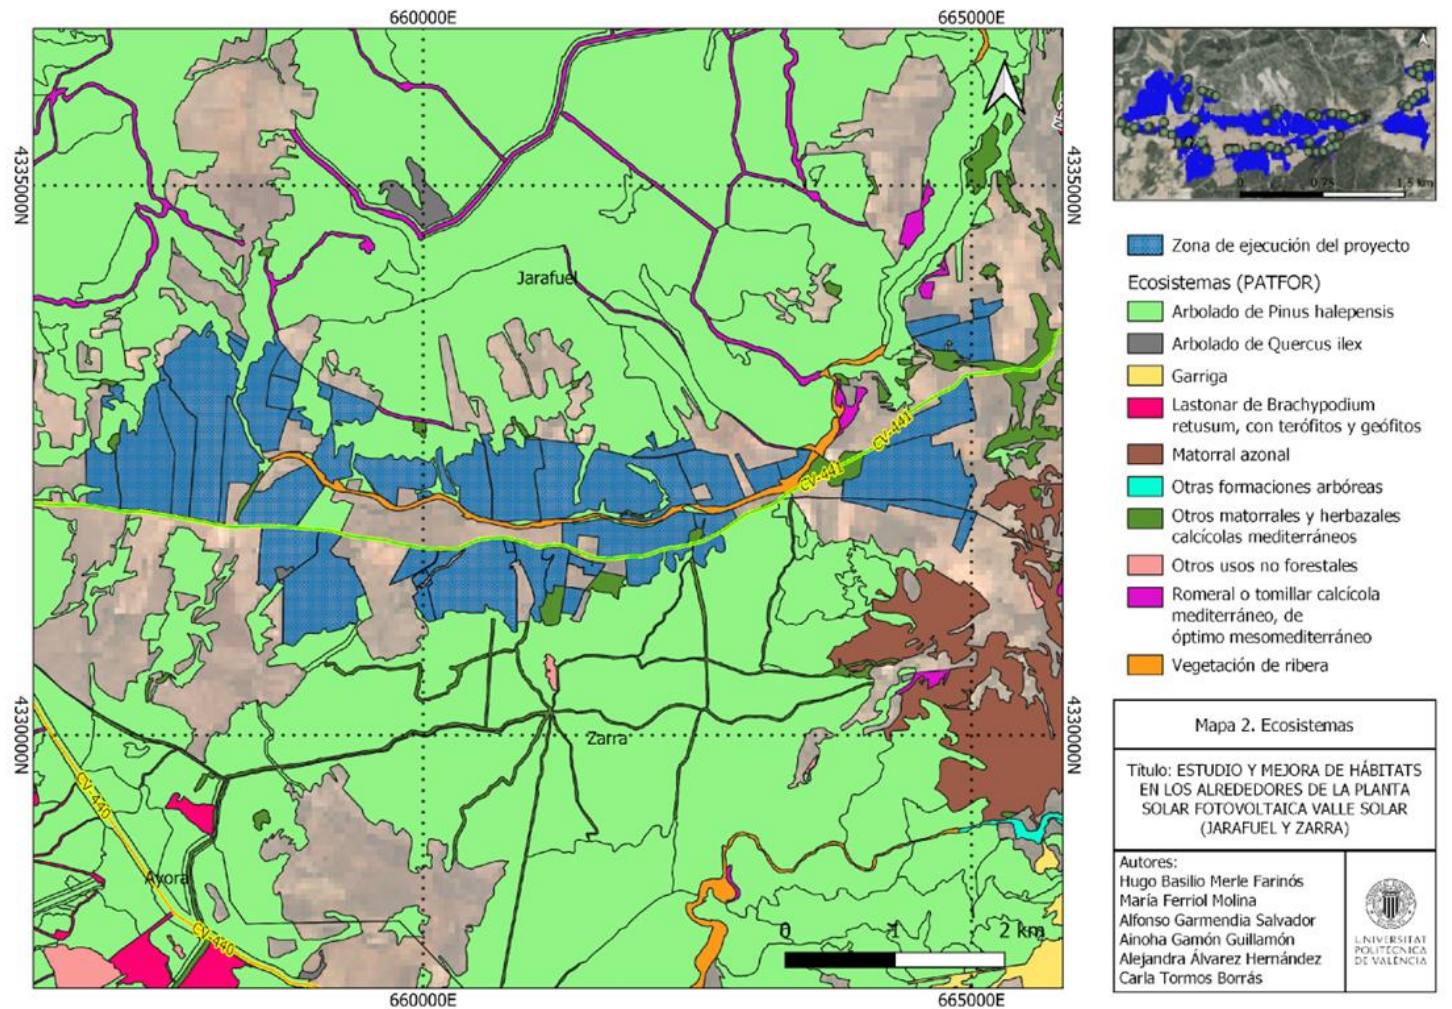 660000E
665000E
4335000N
4335000N
Jarafuel
CV-441
CV-441
4330000N
4330000N
Zarra
CV-440
Ayora
CV-440
0
1
2 km
660000E
665000E
0
0.75
1.5 km
Zona de ejecución del proyecto
Ecosistemas (PATFOR)
Arbolado de Pinus halepensis
Arbolado de Quercus ilex
Garriga
Lastonar de Brachypodium
retusum, con terófitos y geófitos
Matorral azonal
Otras formaciones arbóreas
Otros matorrales y herbazales
calcícolas mediterráneos
Otros usos no forestales
Romeral o tomillar calcícola
mediterráneo, de
óptimo mesomediterráneo
Vegetación de ribera
Mapa 2. Ecosistemas
Título: ESTUDIO Y MEJORA DE HÁBITATS
EN LOS ALREDEDORES DE LA PLANTA
SOLAR FOTOVOLTAICA VALLE SOLAR
(JARAFUEL Y ZARRA)
Autores:
Hugo Basilio Merle Farinós
María Ferriol Molina
Alfonso Garmendia Salvador
Ainoha Gamón Guillamón
Alejandra Álvarez Hernández
Carla Tormos Borrás
UNIVERSITAT
POLITÈCNICA
DE VALÈNCIA